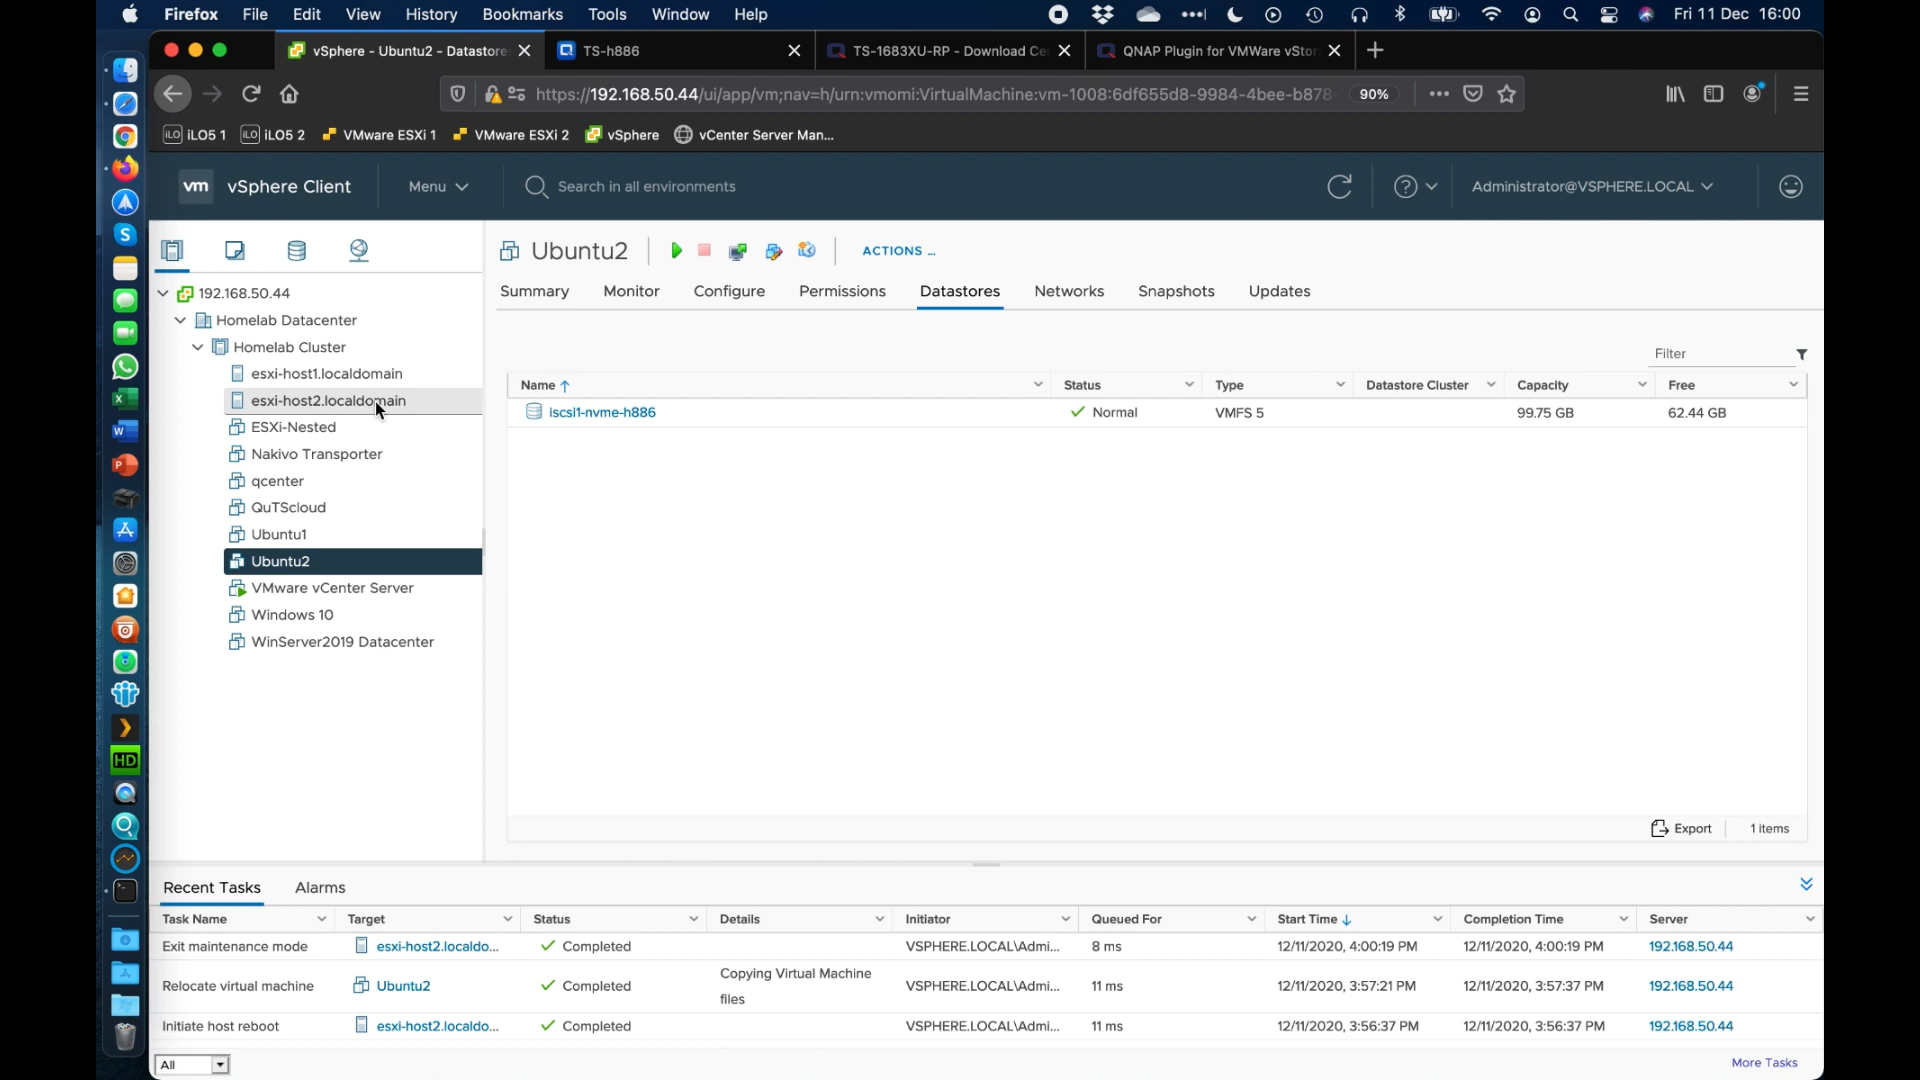 Firefox File Edit View History Bookmarks Tools Window Help Fri 11 Dec 16:00
vSphere - Ubuntu2 - Datastore TS-h886 TS-1683XU-RP - Download Ce QNAP Plugin for VMWare vStor
https://192.168.50.44/ui/app/vm;nav=h/urn:vmomi:VirtualMachine:vm-1008:6df655d8-9984-4bee-b878- 90%
iLO iLO5 1 iLO iLO5 2 VMware ESXi 1 VMware ESXi 2 vSphere vCenter Server Man...
vm vSphere Client Menu Search in all environments Administrator@VSPHERE.LOCAL
Ubuntu2 ACTIONS ...
Summary Monitor Configure Permissions Datastores Networks Snapshots Updates
192.168.50.44
Homelab Datacenter
Homelab Cluster
esxi-host1.localdomain
esxi-host2.localdomain
ESXi-Nested
Nakivo Transporter
qcenter
QuTScloud
Ubuntu1
Ubuntu2
VMware vCenter Server
Windows 10
WinServer2019 Datacenter
Filter
Name Status Type Datastore Cluster Capacity Free
iscsi1-nvme-h886 Normal VMFS 5 99.75 GB 62.44 GB
Export 1 items
HD
Recent Tasks Alarms
Task Name Target Status Details Initiator Queued For Start Time Completion Time Server
Exit maintenance mode esxi-host2.localdo... Completed VSPHERE.LOCAL\Admi... 8 ms 12/11/2020, 4:00:19 PM 12/11/2020, 4:00:19 PM 192.168.50.44
Relocate virtual machine Ubuntu2 Completed Copying Virtual Machine files VSPHERE.LOCAL\Admi... 11 ms 12/11/2020, 3:57:21 PM 12/11/2020, 3:57:37 PM 192.168.50.44
Initiate host reboot esxi-host2.localdo... Completed VSPHERE.LOCAL\Admi... 11 ms 12/11/2020, 3:56:37 PM 12/11/2020, 3:56:37 PM 192.168.50.44
All More Tasks